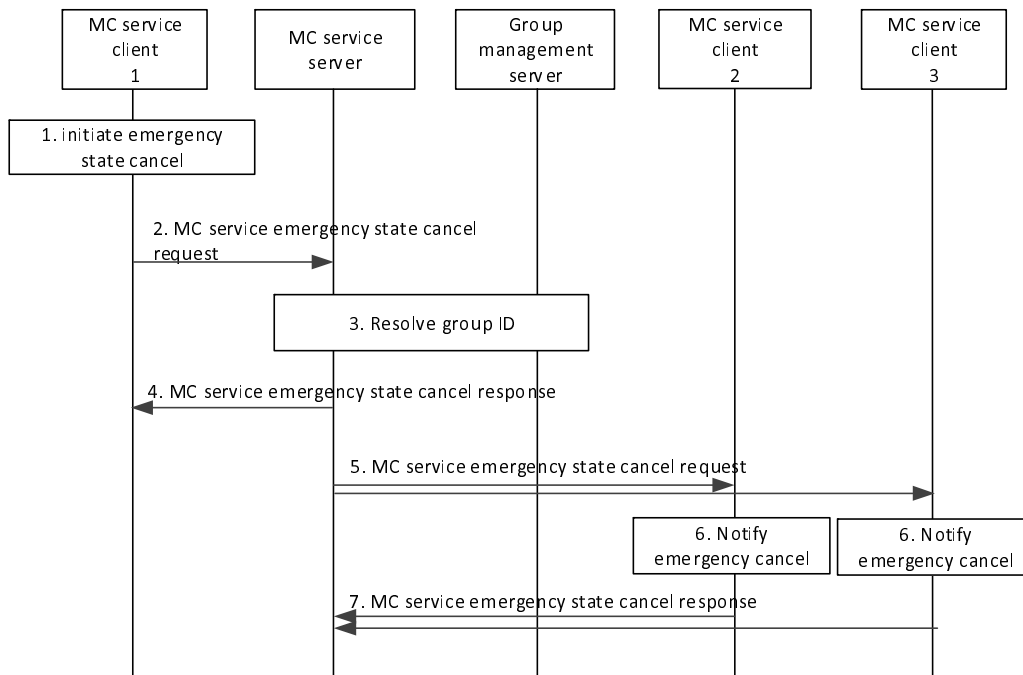 MC service
client
1
MC service
server
Group
management
server
MC service
client
2
MC service
client
3
1. initiate emergency
state cancel
2. MC service emergency state cancel
request
3. Resolve group ID
4. MC service emergency state cancel response
5. MC service emergency state cancel request
6. Notify
emergency cancel
6. Notify
emergency cancel
7. MC service emergency state cancel response